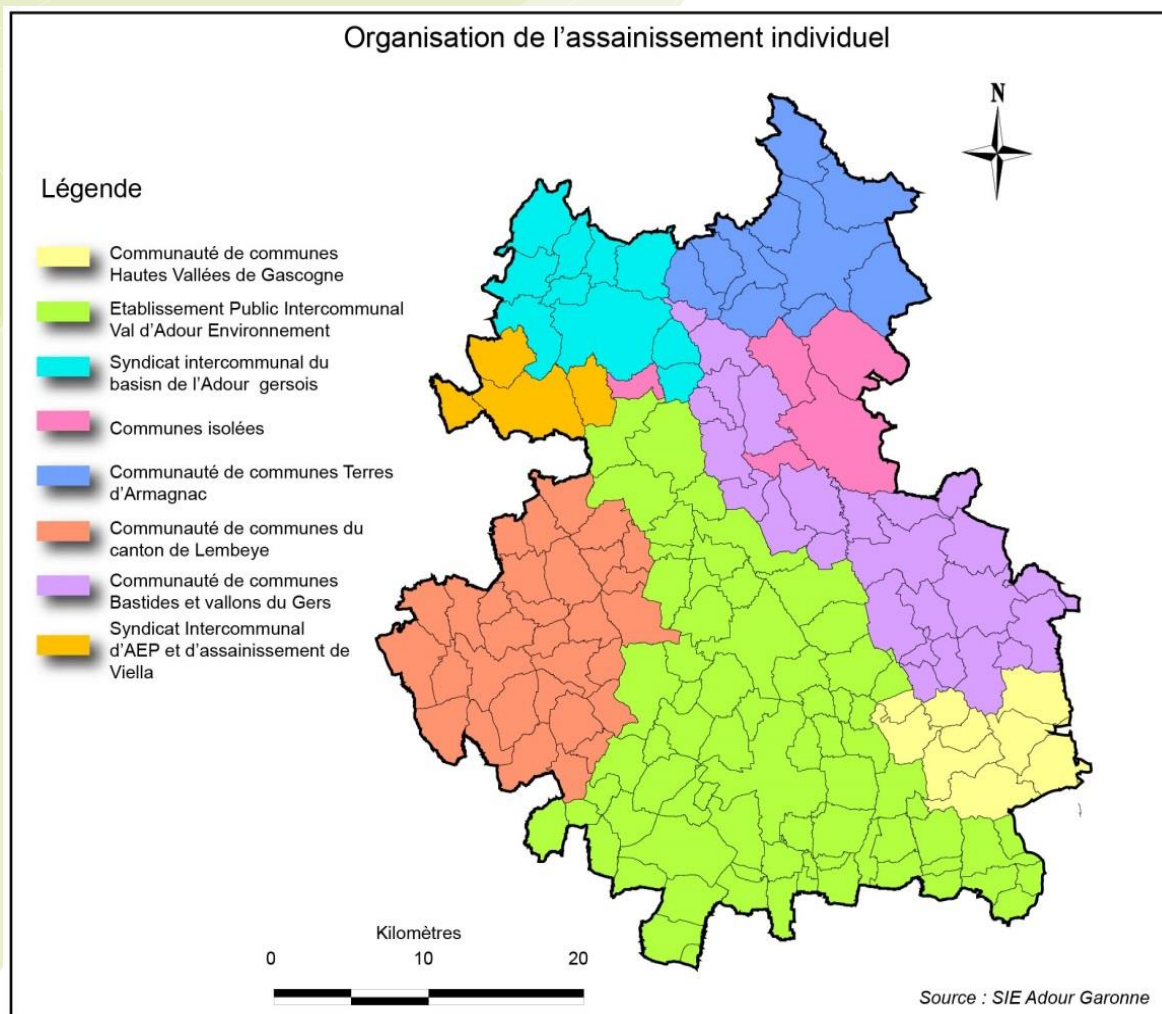 Organisation de l'assainissement individuel
N
Légende
Communauté de communes
Hautes Vallées de Gascogne
Etablissement Public Intercommunal
Val d'Adour Environnement
Syndicat intercommunal du
basisn de l'Adour gersois
Communes isolées
Communauté de communes Terres
d'Armagnac
Communauté de communes du
canton de Lembeye
Communauté de communes
Bastides et vallons du Gers
Syndicat Intercommunal
d'AEP et d'assainissement de
Viella
Kilomètres
0 10 20
Source : SIE Adour Garonne